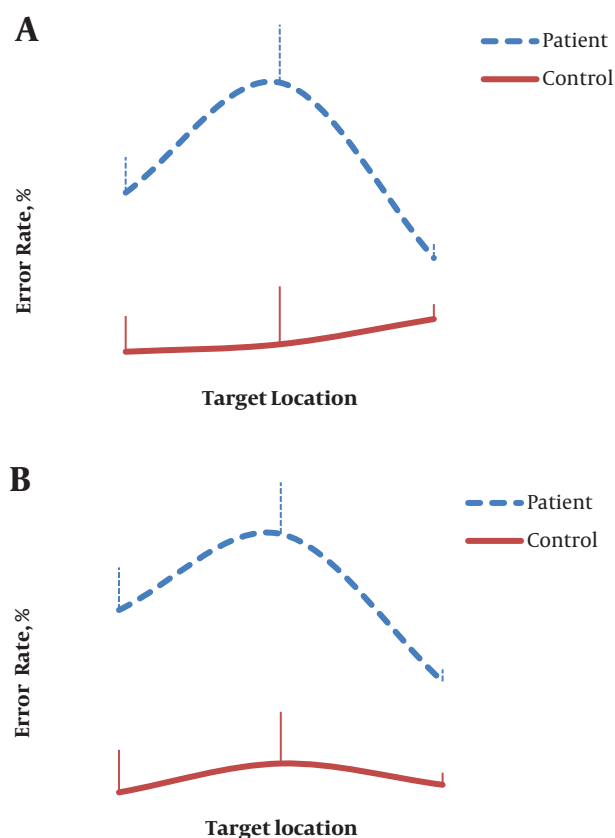 A
Patient
Control
Error Rate, %
Target Location
B
Patient
Control
Error Rate, %
Target location